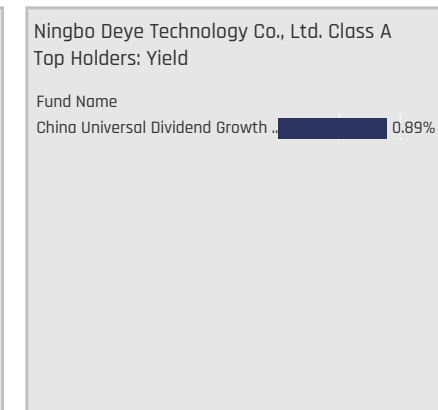 Ningbo Deye Technology Co., Ltd. Class A
Top Holders: Yield
Fund Name
China Universal Dividend Growth .. 0.89%